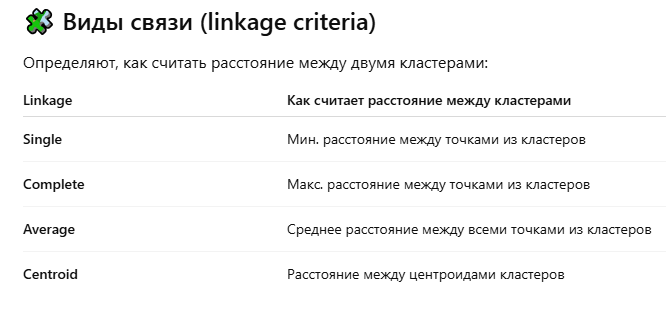 Виды связи (linkage criteria)
Определяют, как считать расстояние между двумя кластерами:
Linkage Как считает расстояние между кластерами
Single Мин. расстояние между точками из кластеров
Complete Макс. расстояние между точками из кластеров
Average Среднее расстояние между всеми точками из кластеров
Centroid Расстояние между центроидами кластеров